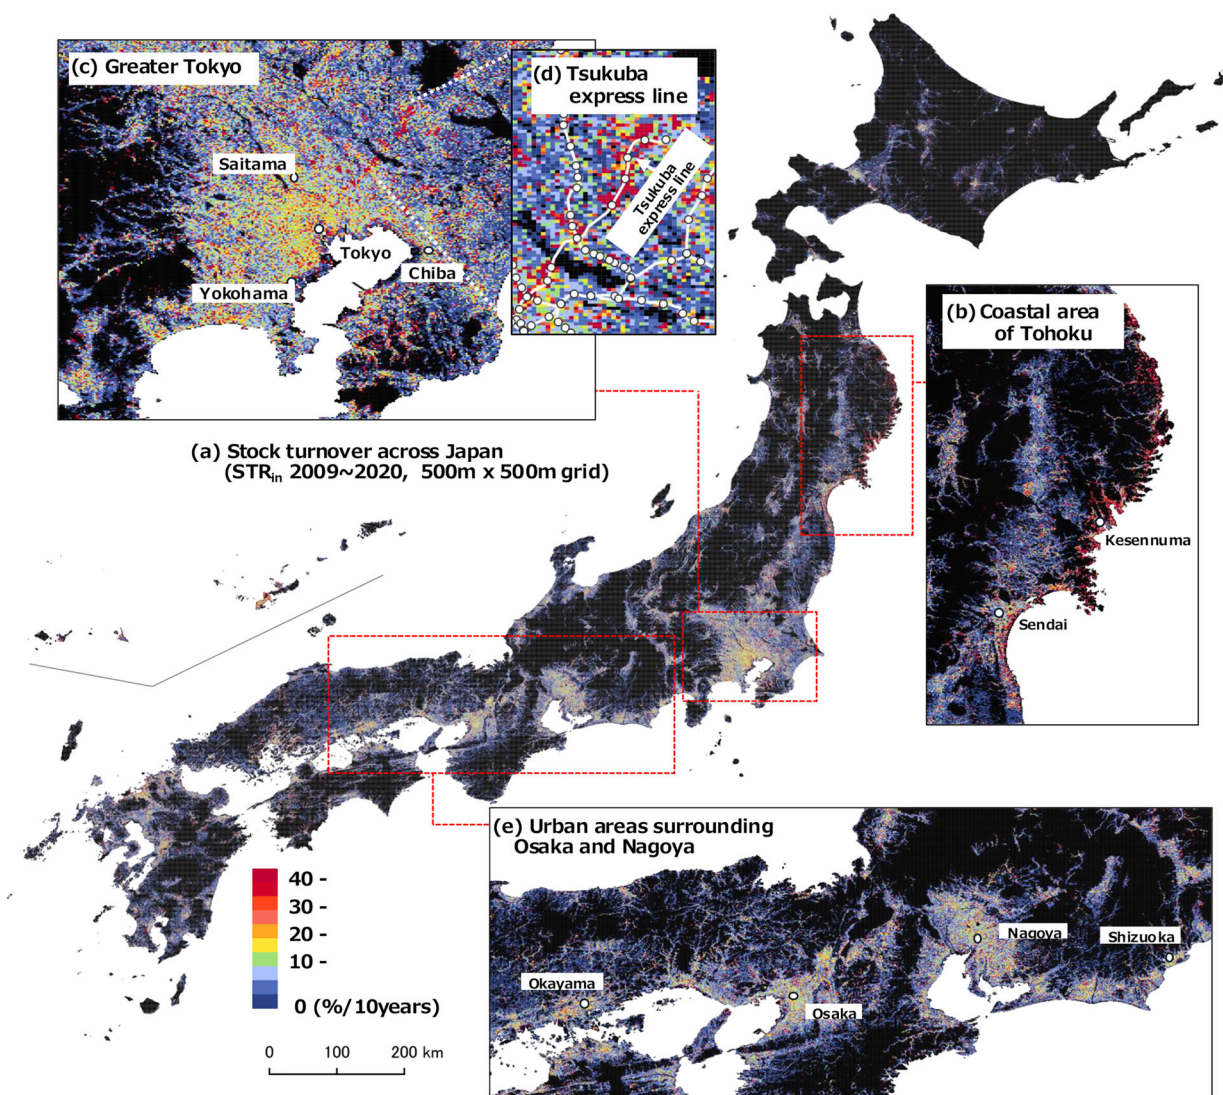 (c) Greater Tokyo
Saitama
Tokyo
Chiba
Yokohama
(d) Tsukuba
express line
Tsukuba
express line
(b) Coastal area
of Tohoku
Kesennuma
Sendai
(a) Stock turnover across Japan
(STRin 2009~2020, 500m x 500m grid)
(e) Urban areas surrounding
Osaka and Nagoya
Nagoya
Shizuoka
Okayama
Osaka
40 -
30 -
20 -
10 -
0 (%/10years)
0 100 200 km